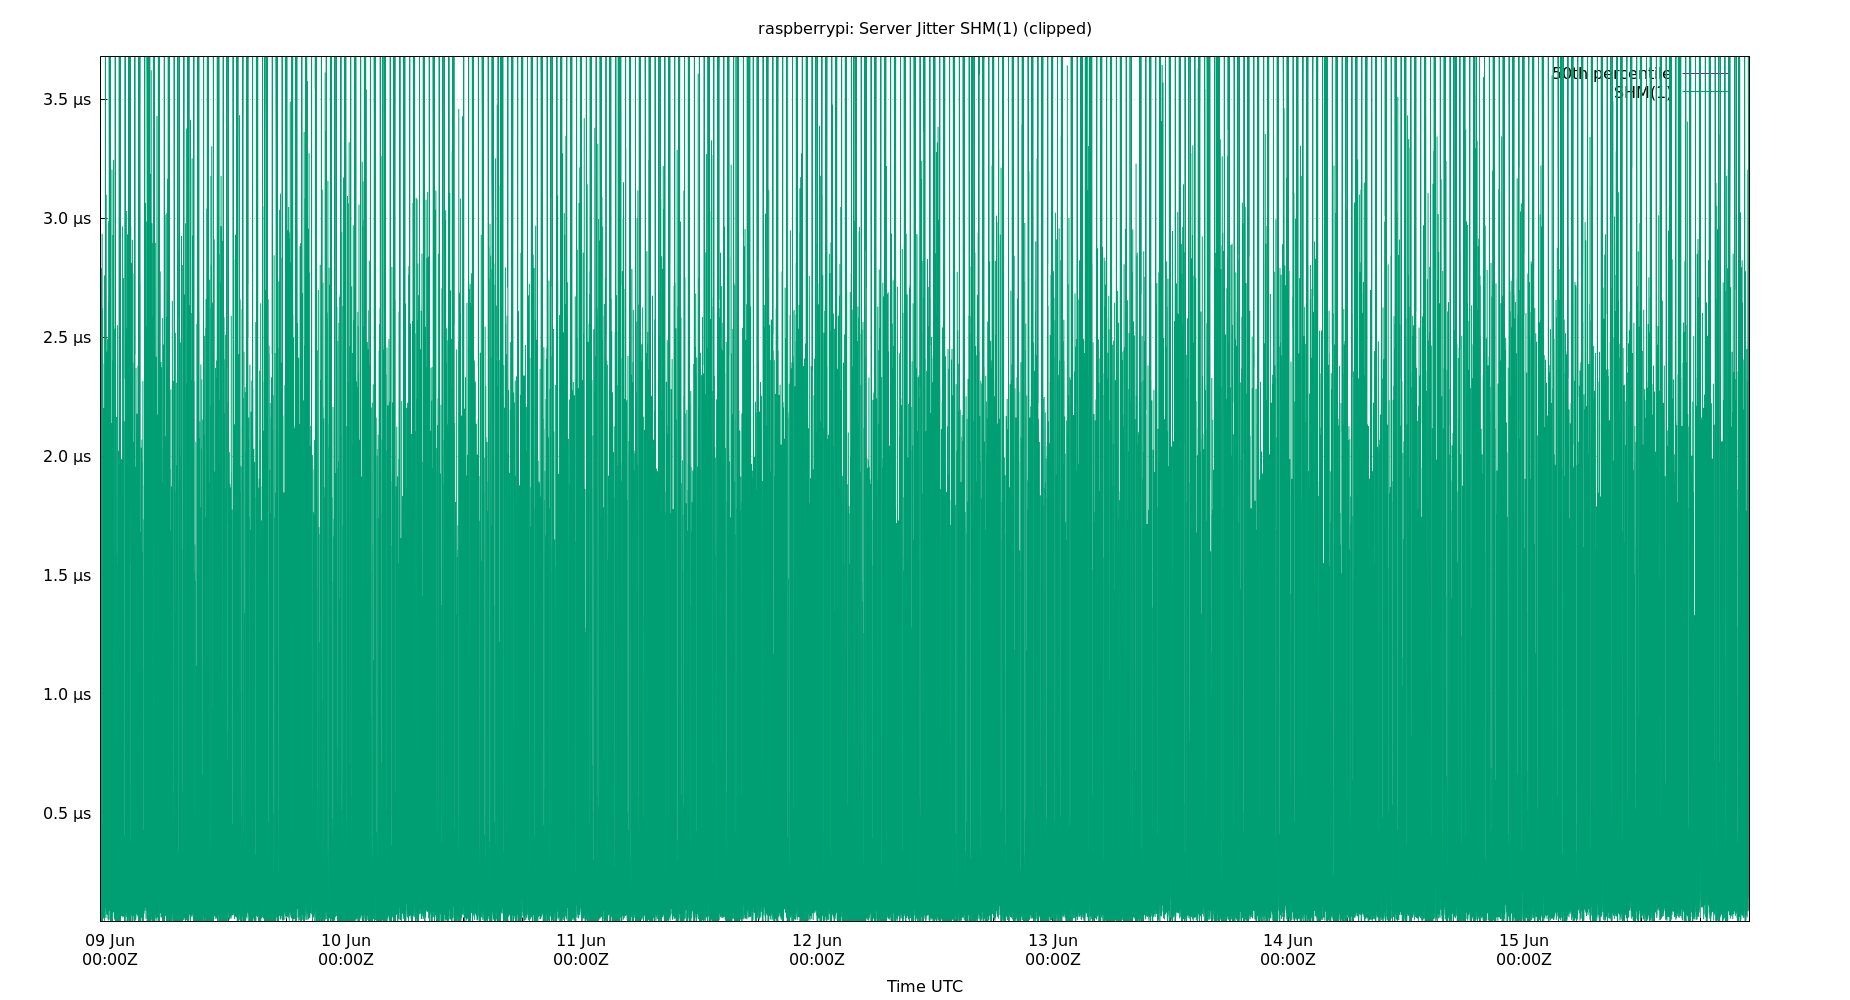 raspberrypi: Server Jitter SHM(1) (clipped)
50th percentile
SHM(1)
3.5 µs
3.0 µs
2.5 µs
2.0 µs
1.5 µs
1.0 µs
0.5 µs
09 Jun 10 Jun 11 Jun 12 Jun 13 Jun 14 Jun 15 Jun
00:00Z 00:00Z 00:00Z 00:00Z 00:00Z 00:00Z 00:00Z
Time UTC